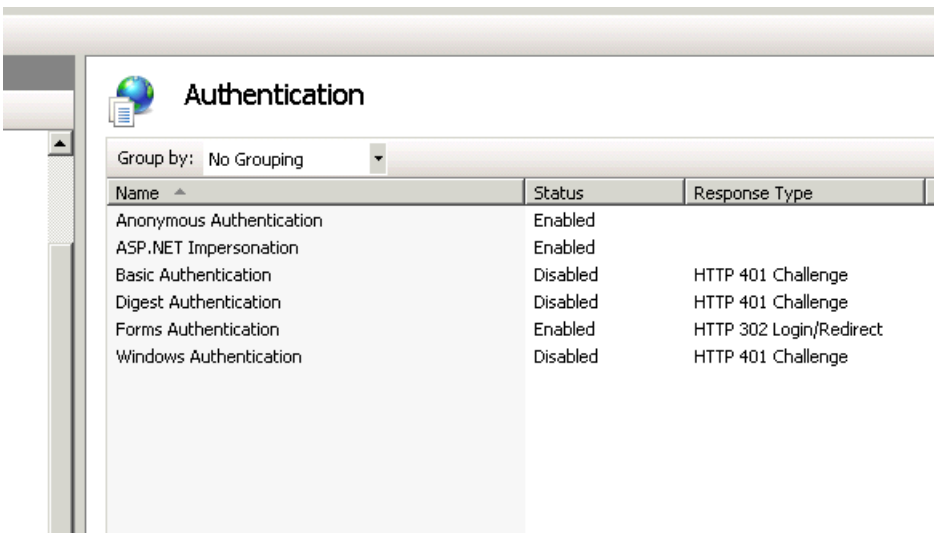 Authentication
Group by: No Grouping
Name Status Response Type
Anonymous Authentication Enabled
ASP.NET Impersonation Enabled
Basic Authentication Disabled HTTP 401 Challenge
Digest Authentication Disabled HTTP 401 Challenge
Forms Authentication Enabled HTTP 302 Login/Redirect
Windows Authentication Disabled HTTP 401 Challenge